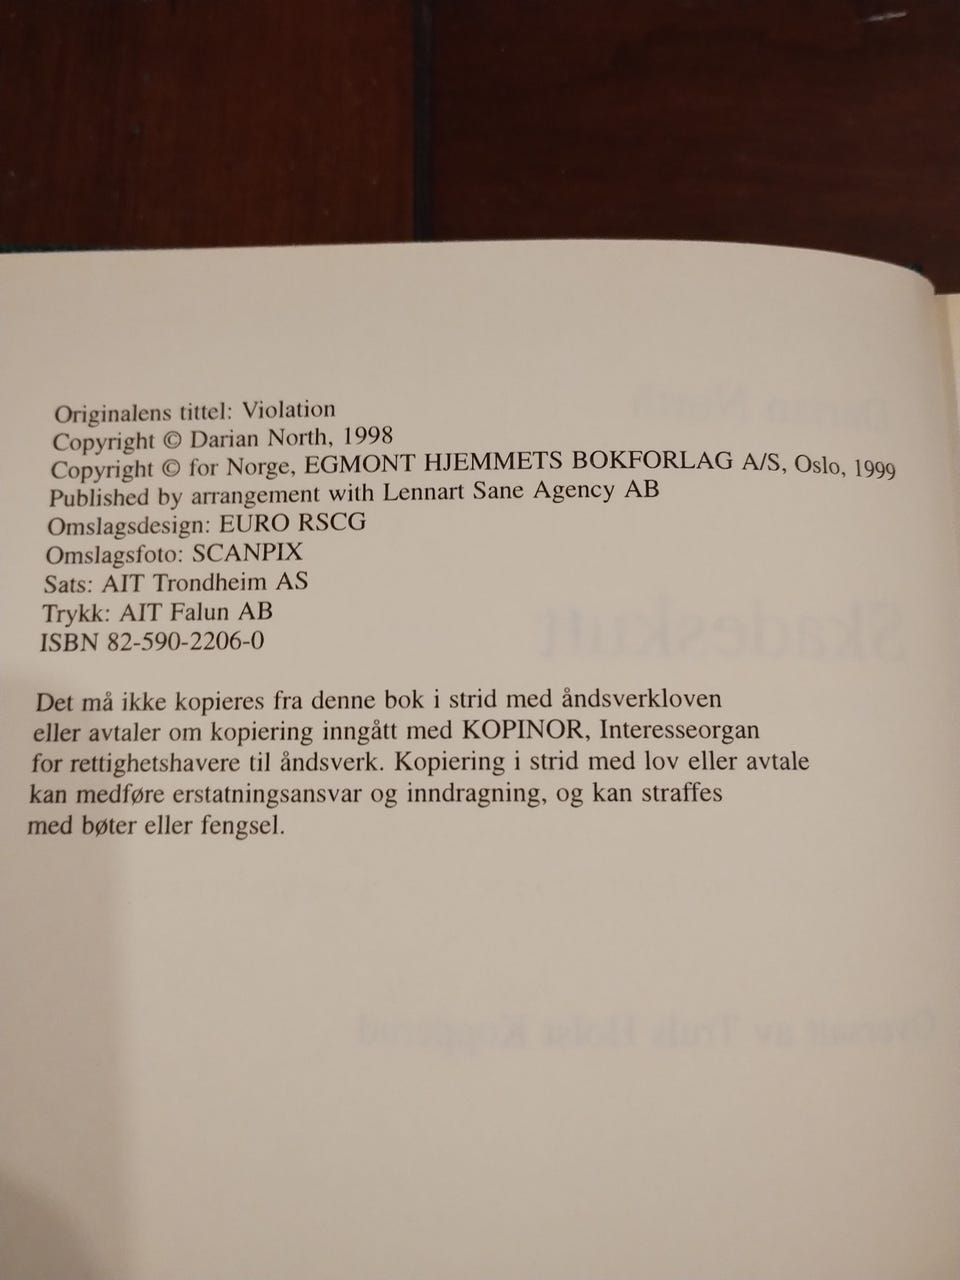 Originalens tittel: Violation
Copyright © Darian North, 1998
Copyright © for Norge, EGMONT HJEMMETS BOKFORLAG A/S, Oslo, 1999
Published by arrangement with Lennart Sane Agency AB
Omslagsdesign: EURO RSCG
Omslagsfoto: SCANPIX
Sats: AIT Trondheim AS
Trykk: AIT Falun AB
ISBN 82-590-2206-0
Det må ikke kopieres fra denne bok i strid med åndsverkloven
eller avtaler om kopiering inngått med KOPINOR, Interesseorgan
for rettighetshavere til åndsverk. Kopiering i strid med lov eller avtale
kan medføre erstatningsansvar og inndragning, og kan straffes
med bøter eller fengsel.